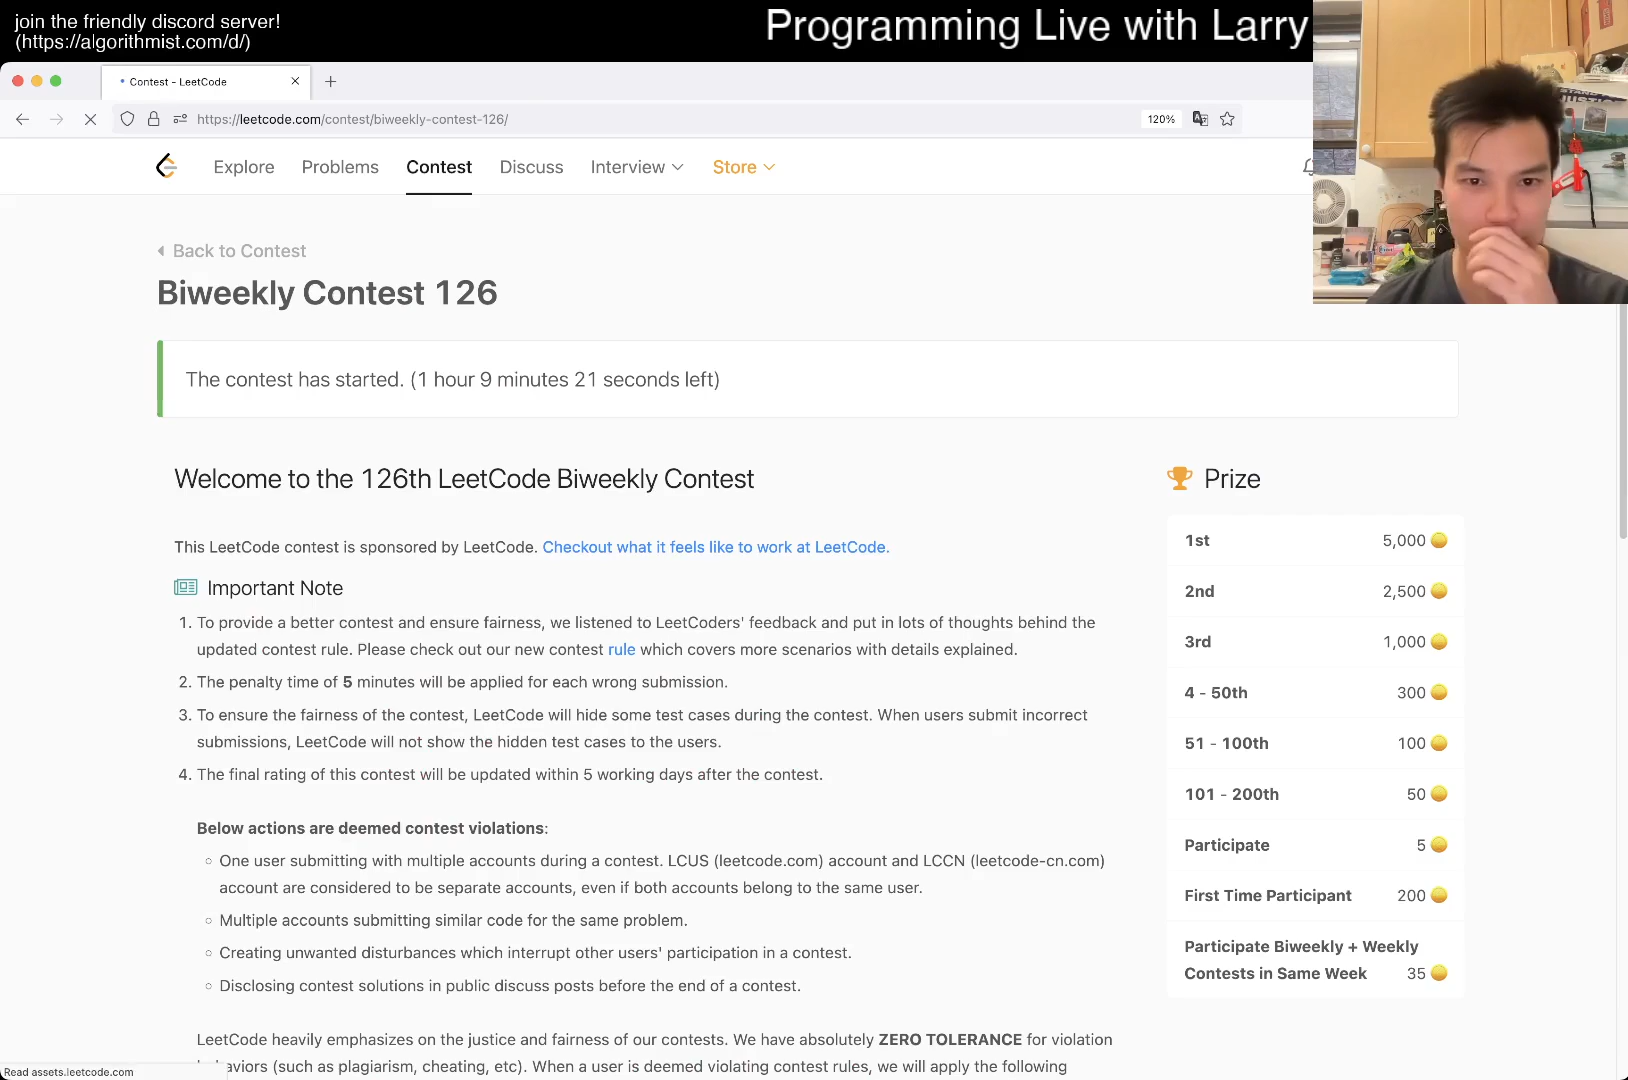 join the friendly discord server!
(https://algorithmist.com/d/)
Programming Live with Larry
Contest - LeetCode
https://leetcode.com/contest/biweekly-contest-126/
120%
Explore Problems Contest Discuss Interview Store
Back to Contest
Biweekly Contest 126
The contest has started. (1 hour 9 minutes 21 seconds left)
Welcome to the 126th LeetCode Biweekly Contest
This LeetCode contest is sponsored by LeetCode. Checkout what it feels like to work at LeetCode.
Important Note
1. To provide a better contest and ensure fairness, we listened to LeetCoders' feedback and put in lots of thoughts behind the
updated contest rule. Please check out our new contest rule which covers more scenarios with details explained.
2. The penalty time of 5 minutes will be applied for each wrong submission.
3. To ensure the fairness of the contest, LeetCode will hide some test cases during the contest. When users submit incorrect
submissions, LeetCode will not show the hidden test cases to the users.
4. The final rating of this contest will be updated within 5 working days after the contest.
Below actions are deemed contest violations:
One user submitting with multiple accounts during a contest. LCUS (leetcode.com) account and LCCN (leetcode-cn.com)
account are considered to be separate accounts, even if both accounts belong to the same user.
Multiple accounts submitting similar code for the same problem.
Creating unwanted disturbances which interrupt other users' participation in a contest.
Disclosing contest solutions in public discuss posts before the end of a contest.
LeetCode heavily emphasizes on the justice and fairness of our contests. We have absolutely ZERO TOLERANCE for violation
aviors (such as plagiarism, cheating, etc). When a user is deemed violating contest rules, we will apply the following
Prize
1st 5,000
2nd 2,500
3rd 1,000
4 - 50th 300
51 - 100th 100
101 - 200th 50
Participate 5
First Time Participant 200
Participate Biweekly + Weekly
Contests in Same Week 35
Read assets.leetcode.com